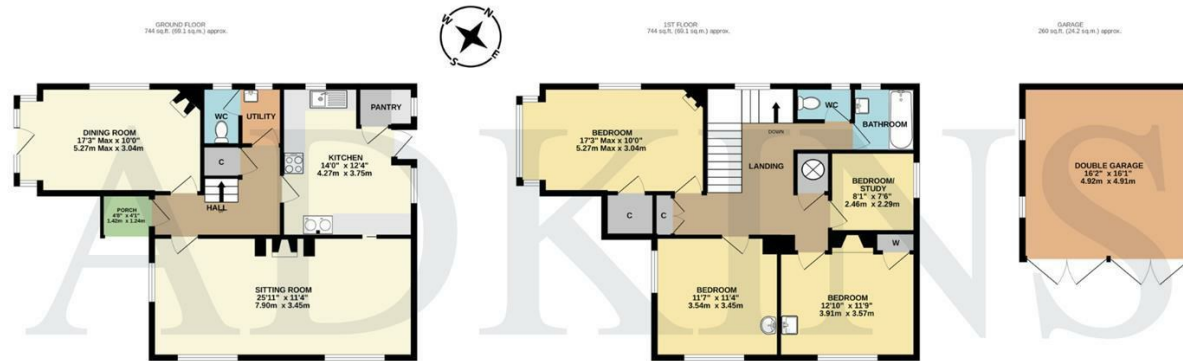 GROUND FLOOR
744 sq.ft. (69.1 sq.m.) approx.
DINING ROOM
17'3" Max x 10'0"
5.27m Max x 3.04m
WC
UTILITY
C
KITCHEN
14'0" x 12'4"
4.27m x 3.75m
PANTRY
PORCH
4'8" x 4'1"
1.42m x 1.24m
HALL
SITTING ROOM
25'11" x 11'4"
7.90m x 3.45m
N
E
S
W
1ST FLOOR
744 sq.ft. (69.1 sq.m.) approx.
BEDROOM
17'3" Max x 10'0"
5.27m Max x 3.04m
DOWN
LANDING
WC
BATHROOM
BEDROOM/
STUDY
8'1" x 7'6"
2.46m x 2.29m
C
C
W
BEDROOM
11'7" x 11'4"
3.54m x 3.45m
BEDROOM
12'10" x 11'9"
3.91m x 3.57m
GARAGE
260 sq.ft. (24.2 sq.m.) approx.
DOUBLE GARAGE
16'2" x 16'1"
4.92m x 4.91m
ADKINS